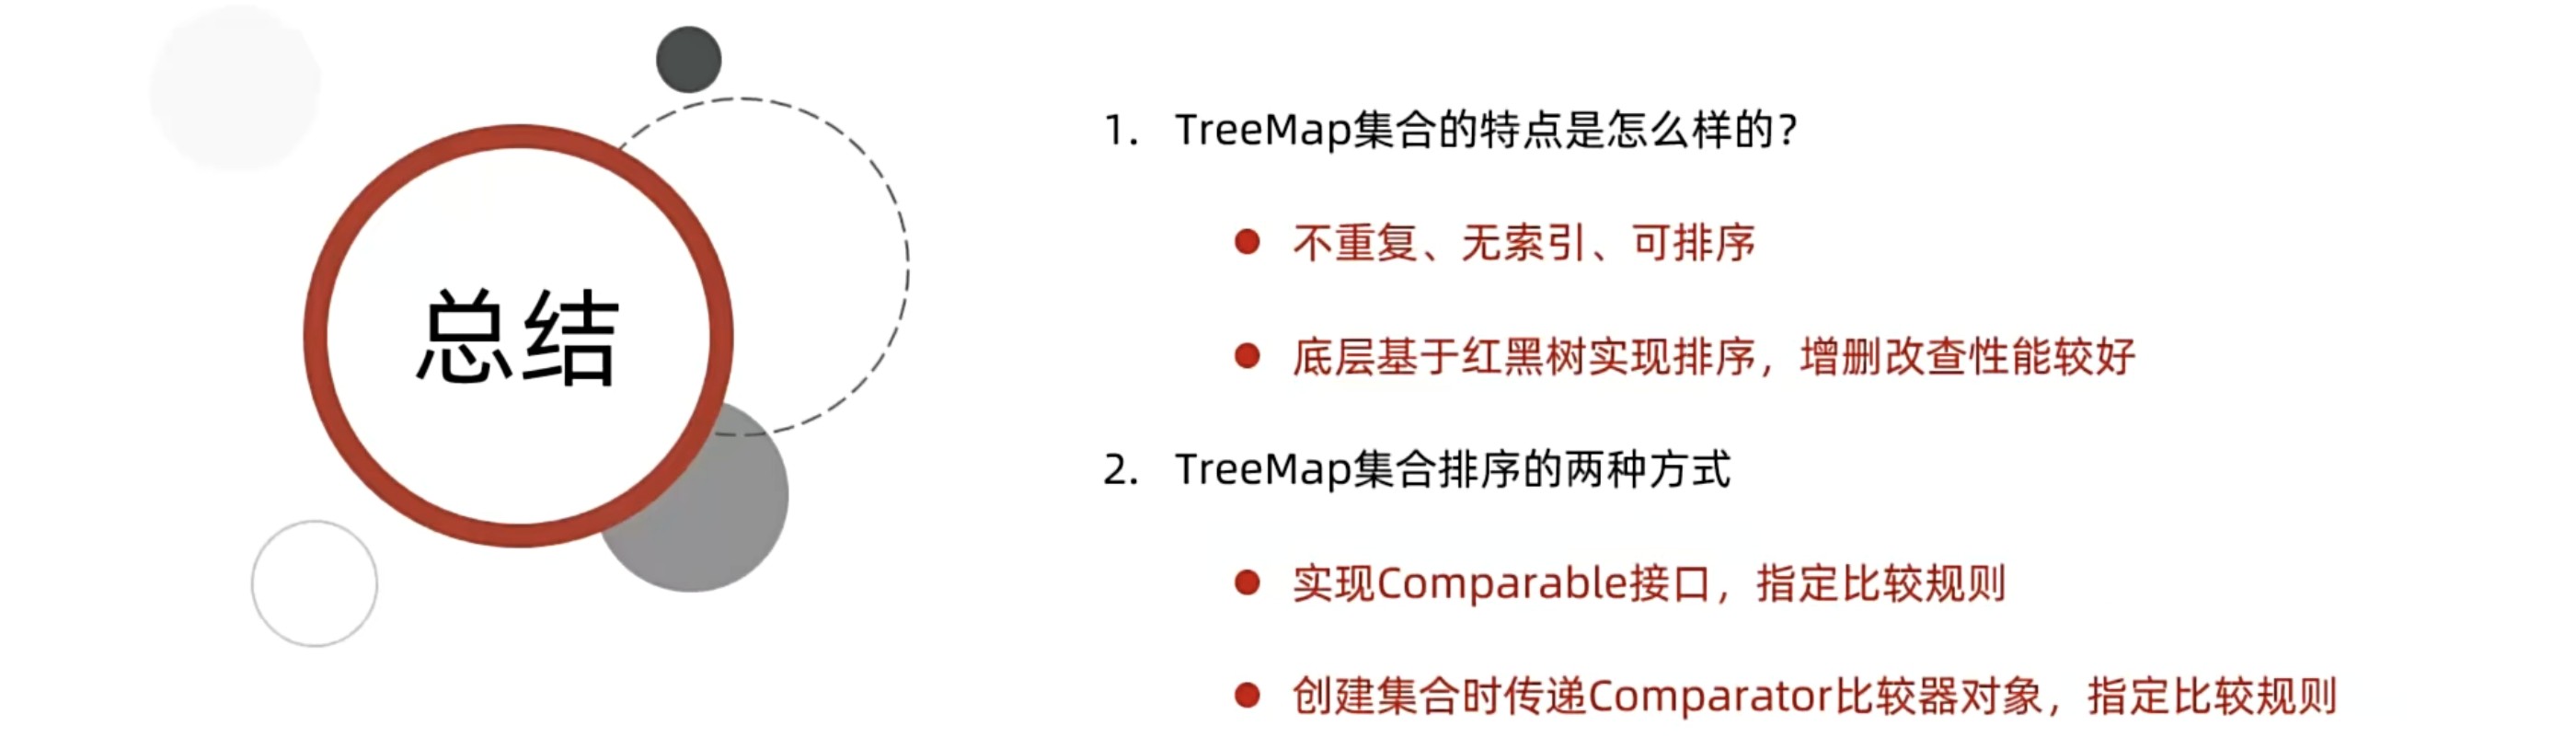 总结
1. TreeMap集合的特点是怎么样的？
● 不重复、无索引、可排序
● 底层基于红黑树实现排序，增删改查性能较好
2. TreeMap集合排序的两种方式
● 实现Comparable接口，指定比较规则
● 创建集合时传递Comparator比较器对象，指定比较规则